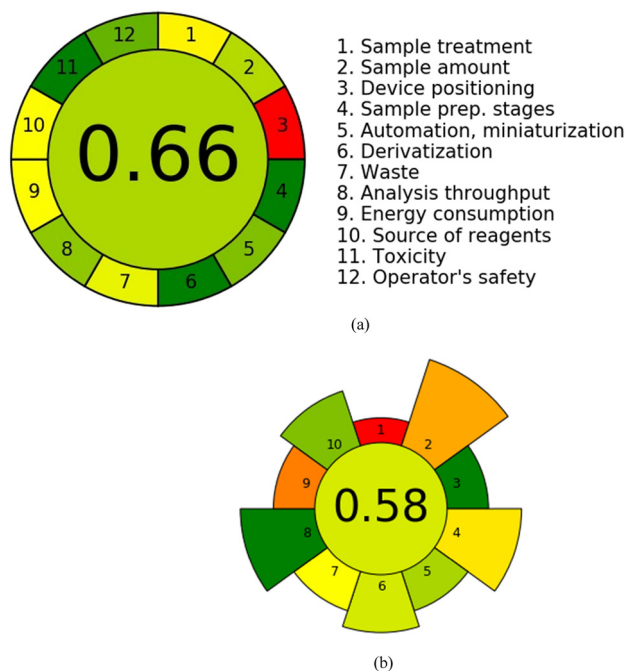 12 1
11 2
10 0.66 3
9 4
8 5
7 6
1. Sample treatment
2. Sample amount
3. Device positioning
4. Sample prep. stages
5. Automation, miniaturization
6. Derivatization
7. Waste
8. Analysis throughput
9. Energy consumption
10. Source of reagents
11. Toxicity
12. Operator's safety
(a)
1
10 2
9 3
0.58
8 4
7 5
6
(b)